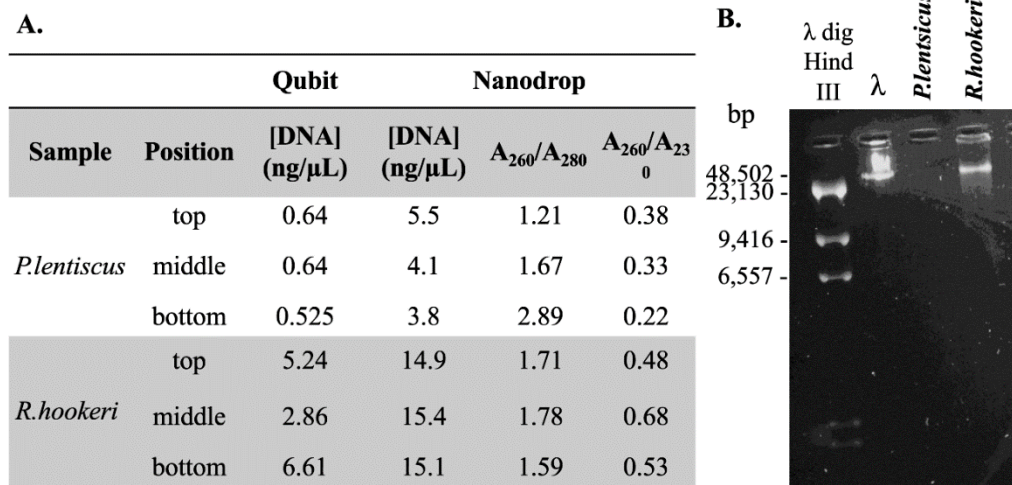 A.
Qubit Nanodrop
Sample Position [DNA] (ng/µL) [DNA] (ng/µL) A260/A280 A260/A23
0
top 0.64 5.5 1.21 0.38
P.lentiscus middle 0.64 4.1 1.67 0.33
bottom 0.525 3.8 2.89 0.22
top 5.24 14.9 1.71 0.48
R.hookeri middle 2.86 15.4 1.78 0.68
bottom 6.61 15.1 1.59 0.53
B.
λ dig
Hind
III
λ
P.lentsicus
R.hookeri
bp
48,502 -
23,130 -
9,416 -
6,557 -